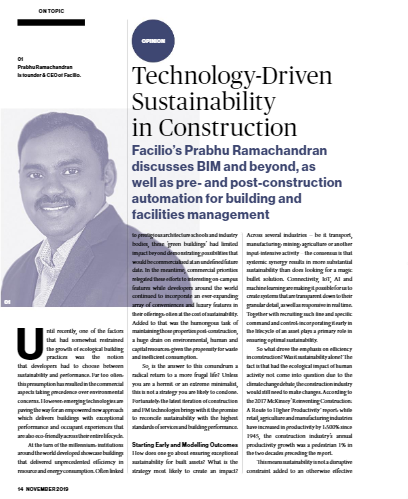 ON TOPIC
01
Prabhu Ramachandran
is founder & CEO of Facilio.
OPINION
Technology-Driven
Sustainability
in Construction
Facilio's Prabhu Ramachandran
discusses BIM and beyond, as
well as pre- and post-construction
automation for building and
facilities management
01
Until recently, one of the factors
that had somewhat restrained
the growth of ecological building
practices was the notion
that developers had to choose between
sustainability and performance. Far too often,
this presumption has resulted in the commercial
aspects taking precedence over environmental
concerns. However, emerging technologies are
paving the way for an empowered new approach
which delivers buildings with exceptional
performance and occupant experiences that
are also eco-friendly across their entire lifecycle.
At the turn of the millennium, institutions
around the world developed showcase buildings
that delivered unprecedented efficiency in
resource and energy consumption. Often linked
to prestigious architecture schools and industry
bodies, these 'green buildings' had limited
impact beyond demonstrating possibilities that
would be commercialised at an undefined future
date. In the meantime, commercial priorities
relegated these efforts to interesting on-campus
features while developers around the world
continued to incorporate an ever-expanding
array of conveniences and luxury features in
their offerings: often at the cost of sustainability.
Added to that was the humongous task of
maintaining those properties post-construction,
a huge drain on environmental, human and
capital resources, given the propensity for waste
and inefficient consumption.
So, is the answer to this conundrum a
radical return to a more frugal life? Unless
you are a hermit or an extreme minimalist,
this is not a strategy you are likely to condone.
Fortunately, the latest iteration of construction
and FM technologies brings with it the promise
to reconcile sustainability with the highest
standards of services and building performance.
Starting Early and Modelling Outcomes
How does one go about ensuring exceptional
sustainability for built assets? What is the
strategy most likely to create an impact?
Across several industries – be it transport,
manufacturing, mining, agriculture or another
input-intensive activity – the consensus is that
systemic synergy results in more substantial
sustainability than does looking for a magic
bullet solution. Connectivity, IoT, AI and
machine learning are making it possible for us to
create systems that are transparent down to their
granular detail, as well as responsive in real time.
Together with recruiting such fine and specific
command and control, incorporating it early in
the lifecycle of an asset plays a primary role in
ensuring optimal sustainability.
So what drove the emphasis on efficiency
in construction? Was it sustainability alone? The
fact is that had the ecological impact of human
activity not come into question due to the
climate change debate, the construction industry
would still need to make changes. According to
the 2017 McKinsey 'Reinventing Construction:
A Route to Higher Productivity' report, while
retail, agriculture and manufacturing industries
have increased in productivity by 1,500% since
1945, the construction industry's annual
productivity growth was a pedestrian 1% in
the two decades preceding the report.
This means sustainability is not a disruptive
constraint added to an otherwise effective
14 NOVEMBER 2019